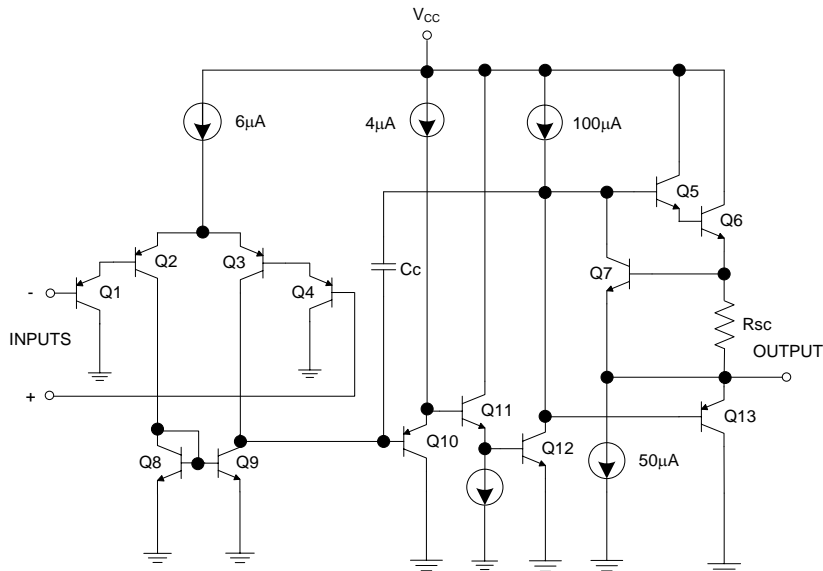 VCC
6µA
4µA
100µA
Q5
Q6
Q2
Q3
Q7
Cc
Q1
Q4
-
Rsc
INPUTS
OUTPUT
+
Q11
Q13
Q10
Q12
Q8
Q9
50µA